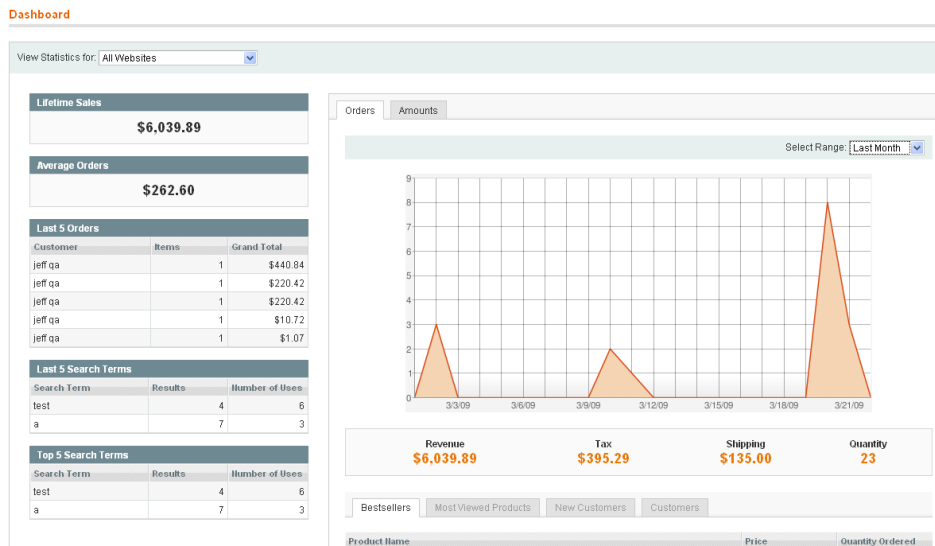 Dashboard
View Statistics for: All Websites
Lifetime Sales
$6,039.89
Average Orders
$262.60
Last 5 Orders
Customer Items Grand Total
jeff qa 1 $440.84
jeff qa 1 $220.42
jeff qa 1 $220.42
jeff qa 1 $10.72
jeff qa 1 $1.07
Last 5 Search Terms
Search Term Results Number of Uses
test 4 6
a 7 3
Top 5 Search Terms
Search Term Results Number of Uses
test 4 6
a 7 3
Orders Amounts
Select Range: Last Month
9
8
7
6
5
4
3
2
1
0
3/3/09 3/6/09 3/9/09 3/12/09 3/15/09 3/18/09 3/21/09
Revenue Tax Shipping Quantity
$6,039.89 $395.29 $135.00 23
Bestsellers Most Viewed Products New Customers Customers
Product Name Price Quantity Ordered